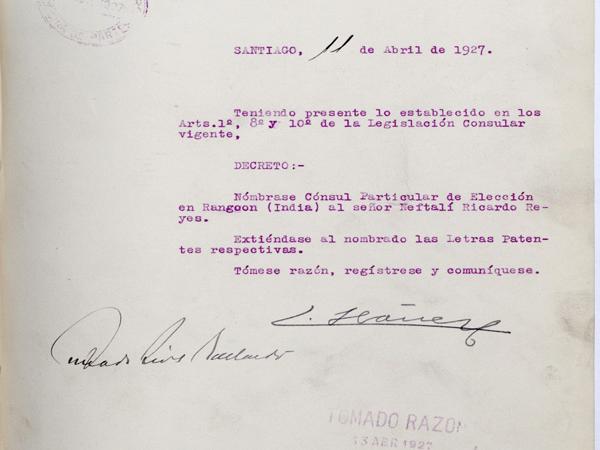 SANTIAGO, 11 de Abril de 1927.
Teniendo presente lo establecido en los
Arts.1º, 8º y 10º de la Legislación Consular
vigente,
DECRETO:-
Nómbrase Cónsul Particular de Elección
en Rangoon (India) al señor Neftalí Ricardo Re-
yes.
Extiéndase al nombrado las Letras Paten-
tes respectivas.
Tómese razón, regístrese y comuníquese.
C. Ibáñez
TOMADO RAZON
13 ABR 1927